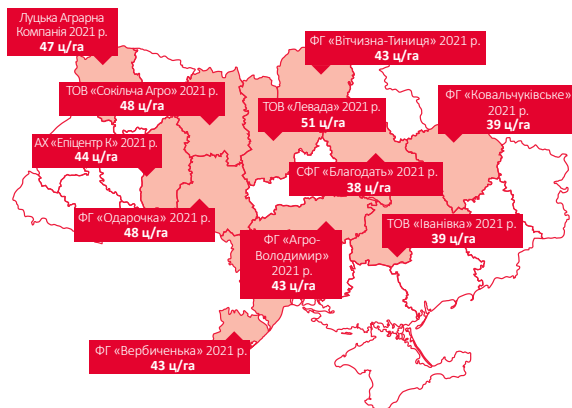 Луцька Аграрна
Компанія 2021 р.
47 ц/га
ФГ «Вітчизна-Тиниця» 2021 р.
43 ц/га
ТОВ «Сокільча Агро» 2021 р.
48 ц/га
ТОВ «Левада» 2021 р.
51 ц/га
ФГ «Ковальчуківське»
2021 р.
39 ц/га
АХ «Епіцентр К» 2021 р.
44 ц/га
СФГ «Благодать» 2021 р.
38 ц/га
ФГ «Одарочка» 2021 р.
48 ц/га
ФГ «Агро-
Володимир»
2021 р.
43 ц/га
ТОВ «Іванівка» 2021 р.
39 ц/га
ФГ «Вербиченька» 2021 р.
43 ц/га